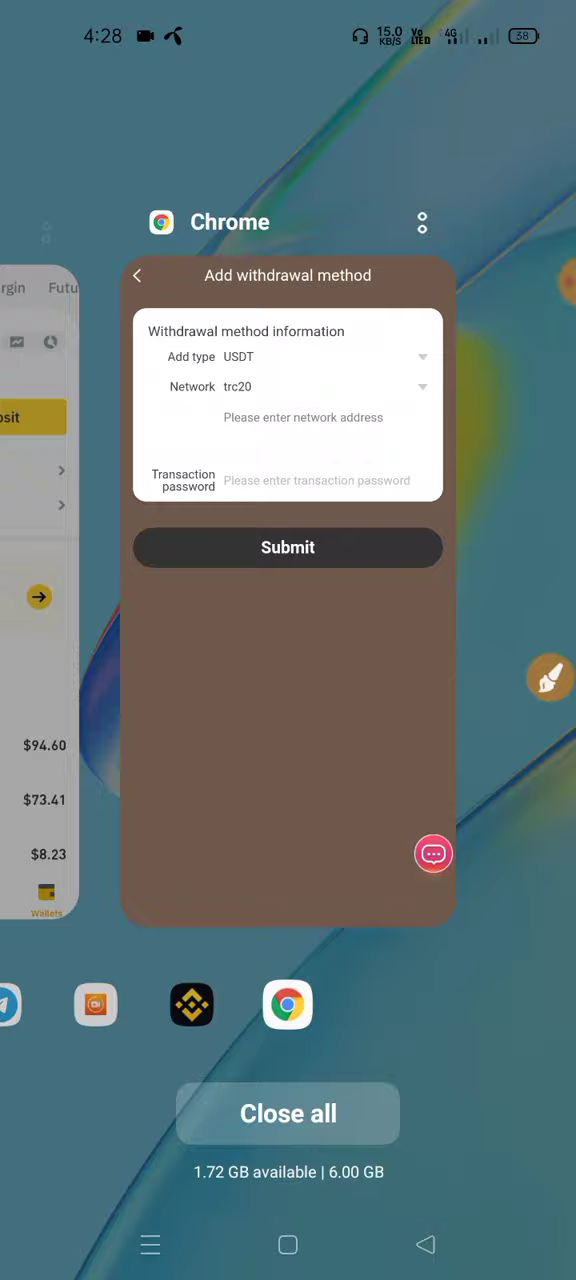 4:28
15.0
KB/S
Vo
LTED
4G
38
Chrome
rgin Futu
Add withdrawal method
Withdrawal method information
Add type USDT
Network trc20
Please enter network address
osit
Transaction
password
Please enter transaction password
Submit
$94.60
$73.41
$8.23
Wallets
Close all
1.72 GB available | 6.00 GB